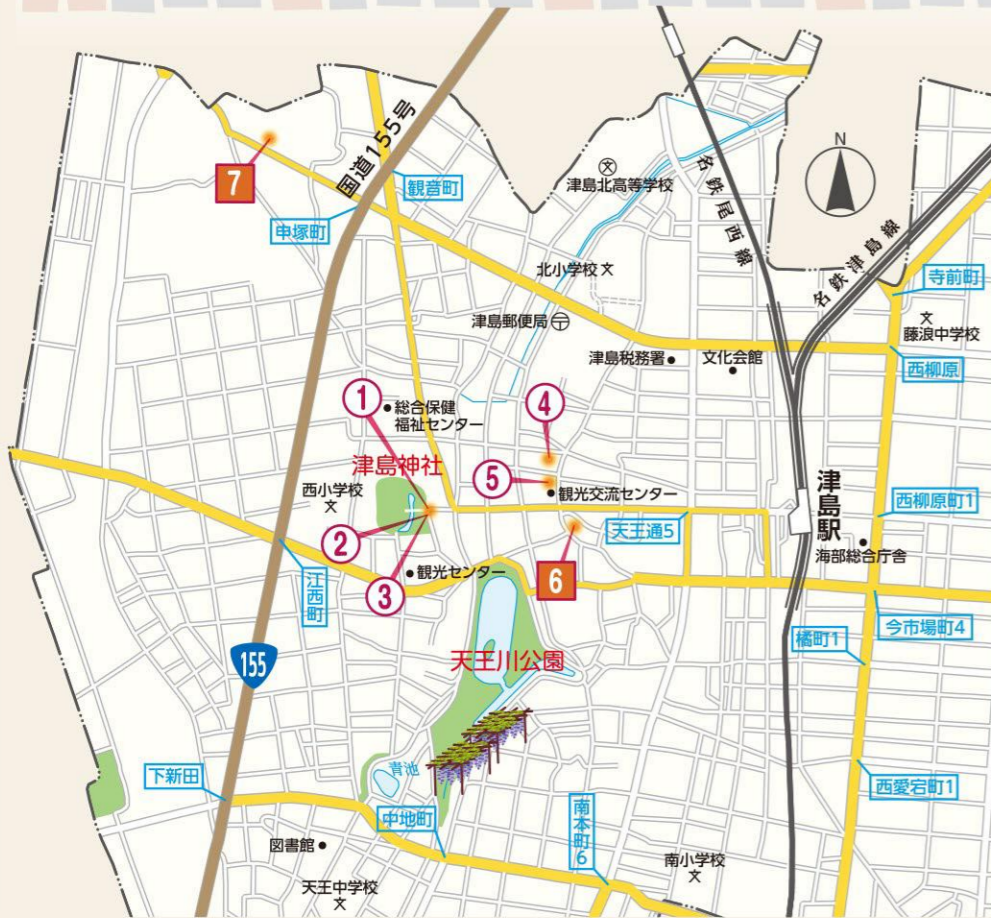 国道155号
7
観音町
申塚町
津島北高等学校
名鉄尾西線
N
名鉄津島線
北小学校
寺前町
津島郵便局
藤浪中学校
津島税務署
文化会館
西柳原
1
総合保健
福祉センター
4
津島神社
西小学校
5
観光交流センター
津島駅
西柳原町1
2
天王通5
海部総合庁舎
3
観光センター
6
江西町
今市場町4
橘町1
155
天王川公園
下新田
青池
西愛宕町1
中地町
南本町6
図書館
南小学校
天王中学校